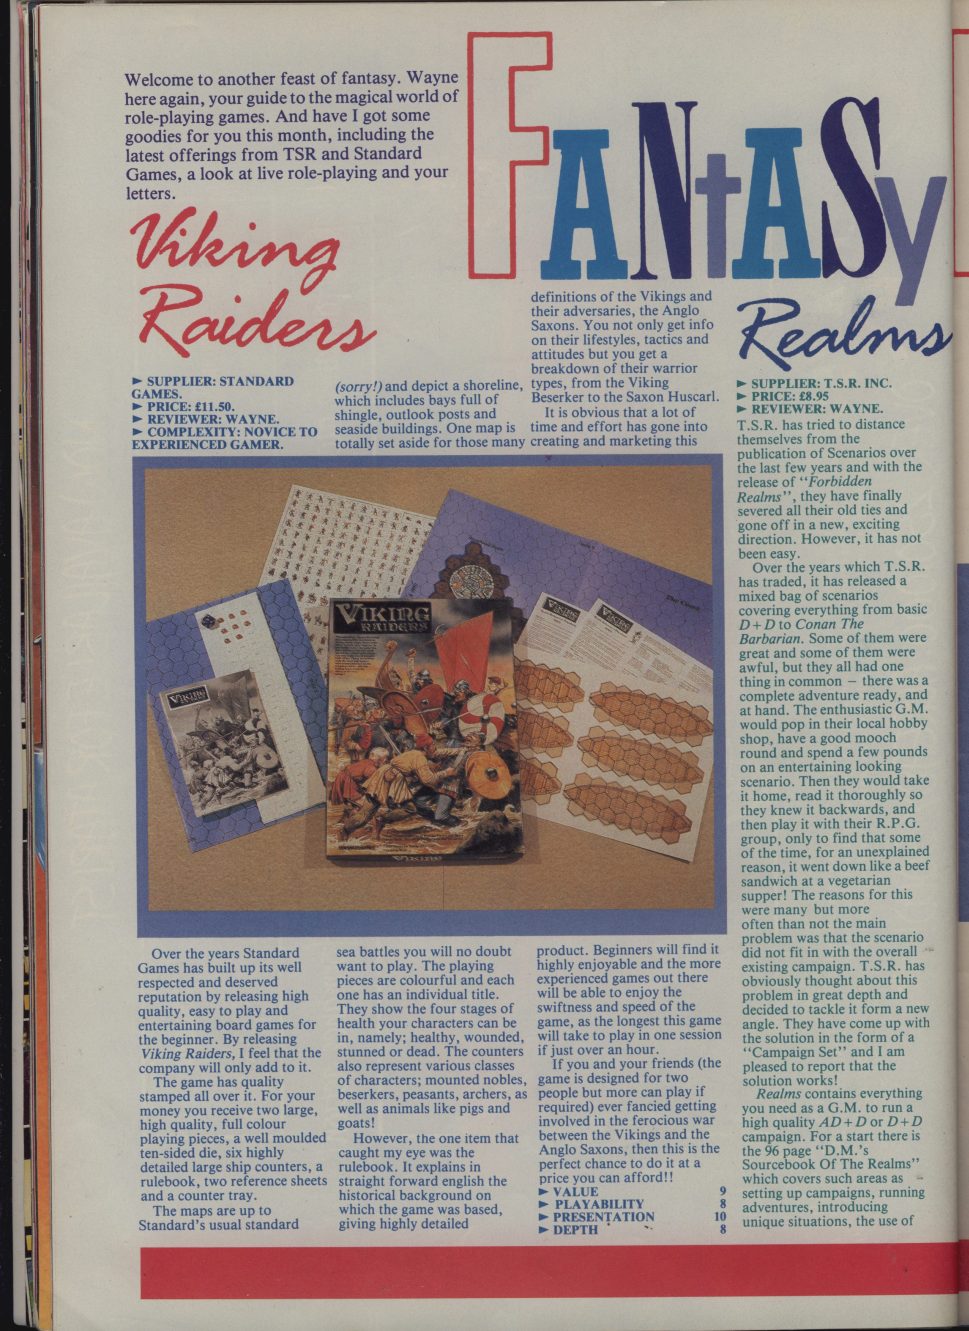 Welcome to another feast of fantasy. Wayne
here again, your guide to the magical world of
role-playing games. And have I got some
goodies for you this month, including the
latest offerings from TSR and Standard
Games, a look at live role-playing and your
letters.
FANtASy
Viking
Raiders
► SUPPLIER: STANDARD
GAMES.
► PRICE: £11.50.
► REVIEWER: WAYNE.
► COMPLEXITY: NOVICE TO
EXPERIENCED GAMER.
Over the years Standard
Games has built up its well
respected and deserved
reputation by releasing high
quality, easy to play and
entertaining board games for
the beginner. By releasing
Viking Raiders, I feel that the
company will only add to it.
The game has quality
stamped all over it. For your
money you receive two large,
high quality, full colour
playing pieces, a well moulded
ten-sided die, six highly
detailed large ship counters, a
rulebook, two reference sheets
and a counter tray.
The maps are up to
Standard's usual standard
(sorry!) and depict a shoreline,
which includes bays full of
shingle, outlook posts and
seaside buildings. One map is
totally set aside for those many
sea battles you will no doubt
want to play. The playing
pieces are colourful and each
one has an individual title.
They show the four stages of
health your characters can be
in, namely; healthy, wounded,
stunned or dead. The counters
also represent various classes
of characters; mounted nobles,
beserkers, peasants, archers, as
well as animals like pigs and
goats!
However, the one item that
caught my eye was the
rulebook. It explains in
straight forward english the
historical background on
which the game was based,
giving highly detailed
definitions of the Vikings and
their adversaries, the Anglo
Saxons. You not only get info
on their lifestyles, tactics and
attitudes but you get a
breakdown of their warrior
types, from the Viking
Beserker to the Saxon Huscarl.
It is obvious that a lot of
time and effort has gone into
creating and marketing this
product. Beginners will find it
highly enjoyable and the more
experienced games out there
will be able to enjoy the
swiftness and speed of the
game, as the longest this game
will take to play in one session
if just over an hour.
If you and your friends (the
game is designed for two
people but more can play if
required) ever fancied getting
involved in the ferocious war
between the Vikings and the
Anglo Saxons, then this is the
perfect chance to do it at a
price you can afford!!
► VALUE 9
► PLAYABILITY 8
► PRESENTATION 10
► DEPTH 8
VIKING
RAIDERS
VIKING
VIKING
Realms
► SUPPLIER: T.S.R. INC.
► PRICE: £8.95
► REVIEWER: WAYNE.
T.S.R. has tried to distance
themselves from the
publication of Scenarios over
the last few years and with the
release of "Forbidden
Realms", they have finally
severed all their old ties and
gone off in a new, exciting
direction. However, it has not
been easy.
Over the years which T.S.R.
has traded, it has released a
mixed bag of scenarios
covering everything from basic
D+D to Conan The
Barbarian. Some of them were
great and some of them were
awful, but they all had one
thing in common — there was a
complete adventure ready, and
at hand. The enthusiastic G.M.
would pop in their local hobby
shop, have a good mooch
round and spend a few pounds
on an entertaining looking
scenario. Then they would take
it home, read it thoroughly so
they knew it backwards, and
then play it with their R.P.G.
group, only to find that some
of the time, for an unexplained
reason, it went down like a beef
sandwich at a vegetarian
supper! The reasons for this
were many but more
often than not the main
problem was that the scenario
did not fit in with the overall
existing campaign. T.S.R. has
obviously thought about this
problem in great depth and
decided to tackle it form a new
angle. They have come up with
the solution in the form of a
"Campaign Set" and I am
pleased to report that the
solution works!
Realms contains everything
you need as a G.M. to run a
high quality AD+D or D+D
campaign. For a start there is
the 96 page "D.M.'s
Sourcebook Of The Realms"
which covers such areas as
setting up campaigns, running
adventures, introducing
unique situations, the use of